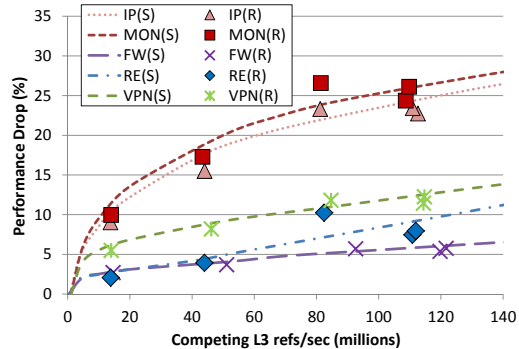 35
30
25
20
15
10
5
0
Performance Drop (%)
IP(S) IP(R)
MON(S) MON(R)
FW(S) FW(R)
RE(S) RE(R)
VPN(S) VPN(R)
0 20 40 60 80 100 120 140
Competing L3 refs/sec (millions)